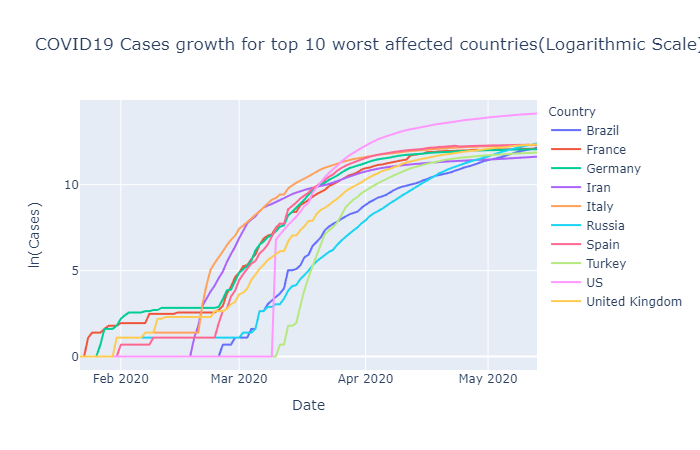 COVID19 Cases growth for top 10 worst affected countries(Logarithmic Scale)
Country
Brazil
France
Germany
Iran
Italy
Russia
Spain
Turkey
US
United Kingdom
ln(Cases)
10
5
0
Feb 2020 Mar 2020 Apr 2020 May 2020
Date